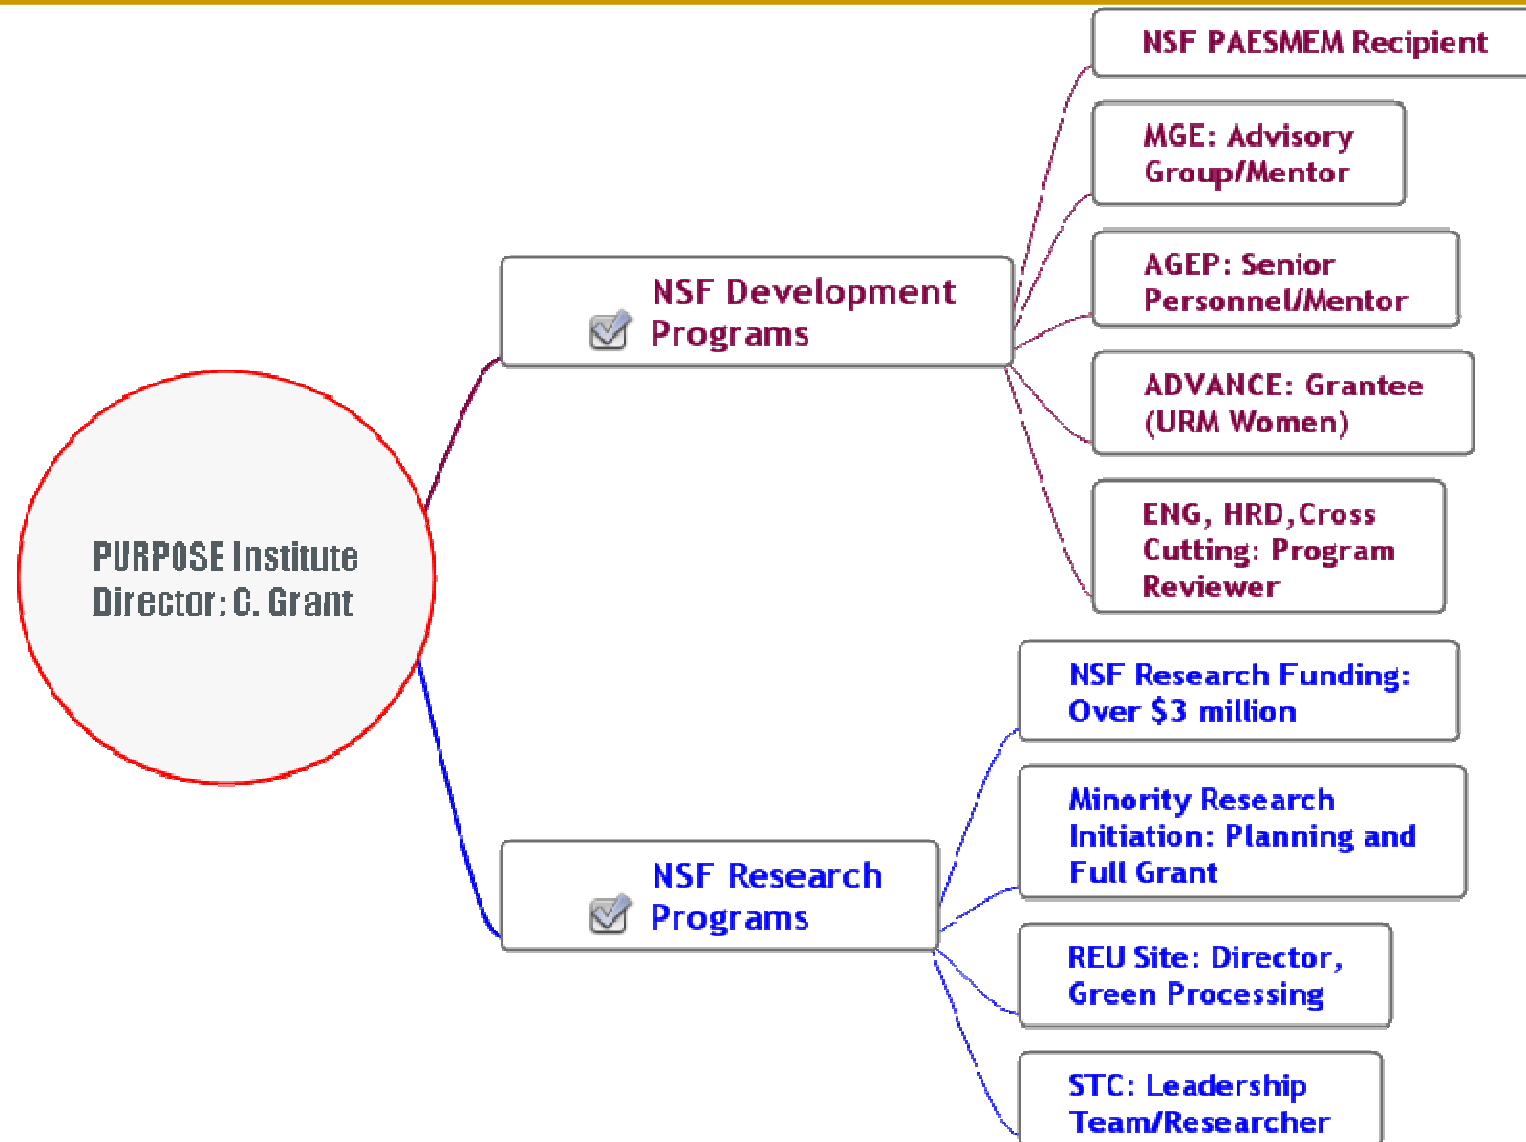 PURPOSE Institute
Director: C. Grant
NSF Development
Programs
NSF PAESMEM Recipient
MGE: Advisory
Group/Mentor
AGEP: Senior
Personnel/Mentor
ADVANCE: Grantee
(URM Women)
ENG, HRD, Cross
Cutting: Program
Reviewer
NSF Research
Programs
NSF Research Funding:
Over $3 million
Minority Research
Initiation: Planning and
Full Grant
REU Site: Director,
Green Processing
STC: Leadership
Team/Researcher